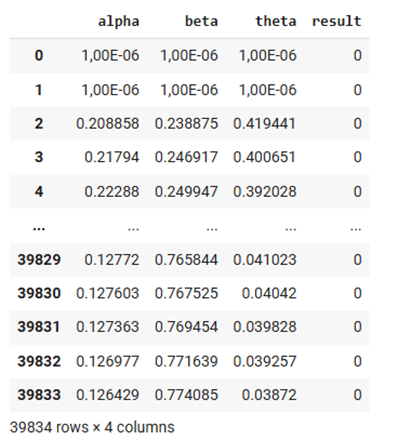 alpha beta theta result
0 1,00E-06 1,00E-06 1,00E-06 0
1 1,00E-06 1,00E-06 1,00E-06 0
2 0.208858 0.238875 0.419441 0
3 0.21794 0.246917 0.400651 0
4 0.22288 0.249947 0.392028 0
... ... ... ... ...
39829 0.12772 0.765844 0.041023 0
39830 0.127603 0.767525 0.04042 0
39831 0.127363 0.769454 0.039828 0
39832 0.126977 0.771639 0.039257 0
39833 0.126429 0.774085 0.03872 0
39834 rows × 4 columns